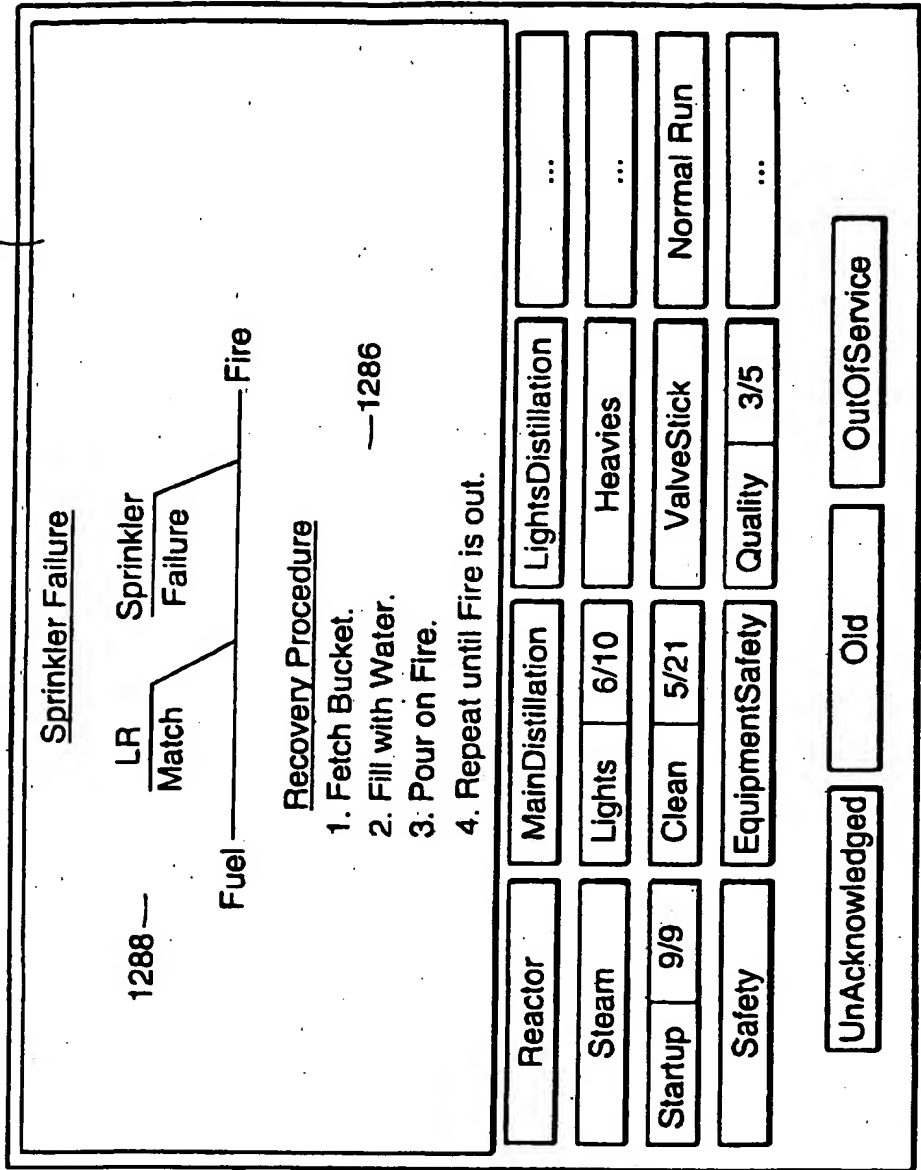 Sprinkler Failure
1288
LR
Match
Sprinkler
Failure
Fuel
Fire
Recovery Procedure
1. Fetch Bucket.
2. Fill with Water.
3. Pour on Fire.
4. Repeat until Fire is out.
1286
Reactor MainDistillation LightsDistillation ...
Steam Lights 6/10 Heavies ...
Startup 9/9 Clean 5/21 ValveStick Normal Run
Safety EquipmentSafety Quality 3/5 ...
UnAcknowledged Old OutOfService